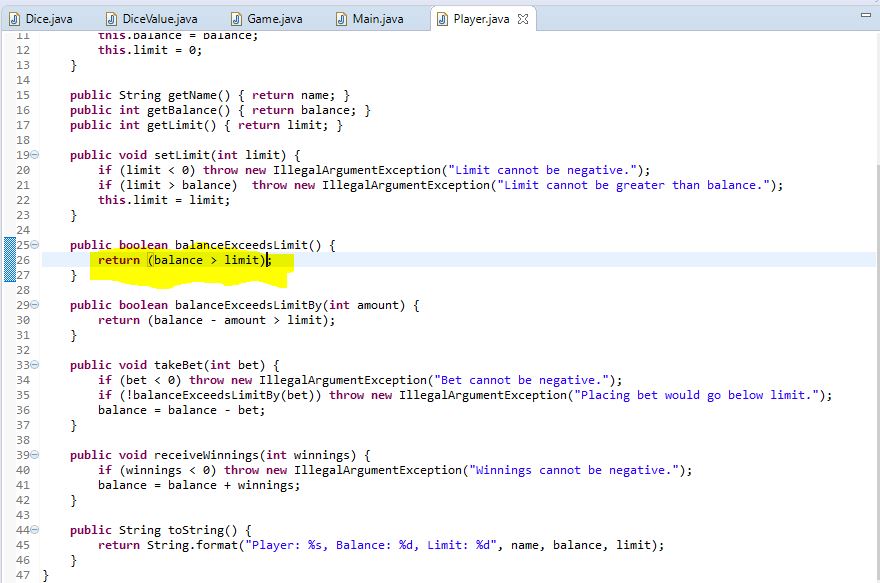 Dice.java DiceValue.java Game.java Main.java Player.java
11 this.balance = balance;
12 this.limit = 0;
13 }
14
15 public String getName() { return name; }
16 public int getBalance() { return balance; }
17 public int getLimit() { return limit; }
18
19 public void setLimit(int limit) {
20 if (limit < 0) throw new IllegalArgumentException("Limit cannot be negative.");
21 if (limit > balance)  throw new IllegalArgumentException("Limit cannot be greater than balance.");
22 this.limit = limit;
23 }
24
25 public boolean balanceExceedsLimit() {
26 return (balance > limit);
27 }
28
29 public boolean balanceExceedsLimitBy(int amount) {
30 return (balance - amount > limit);
31 }
32
33 public void takeBet(int bet) {
34 if (bet < 0) throw new IllegalArgumentException("Bet cannot be negative.");
35 if (!balanceExceedsLimitBy(bet)) throw new IllegalArgumentException("Placing bet would go below limit.");
36 balance = balance - bet;
37 }
38
39 public void receiveWinnings(int winnings) {
40 if (winnings < 0) throw new IllegalArgumentException("Winnings cannot be negative.");
41 balance = balance + winnings;
42 }
43
44 public String toString() {
45 return String.format("Player: %s, Balance: %d, Limit: %d", name, balance, limit);
46 }
47 }